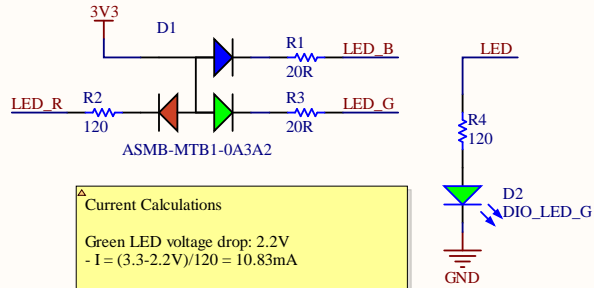 3V3
D1
LED
R1
LED_B
20R
LED_R
R2
R3
LED_G
120
20R
R4
120
ASMB-MTB1-0A3A2
D2
DIO_LED_G
GND
Current Calculations
Green LED voltage drop: 2.2V
- I = (3.3-2.2V)/120 = 10.83mA